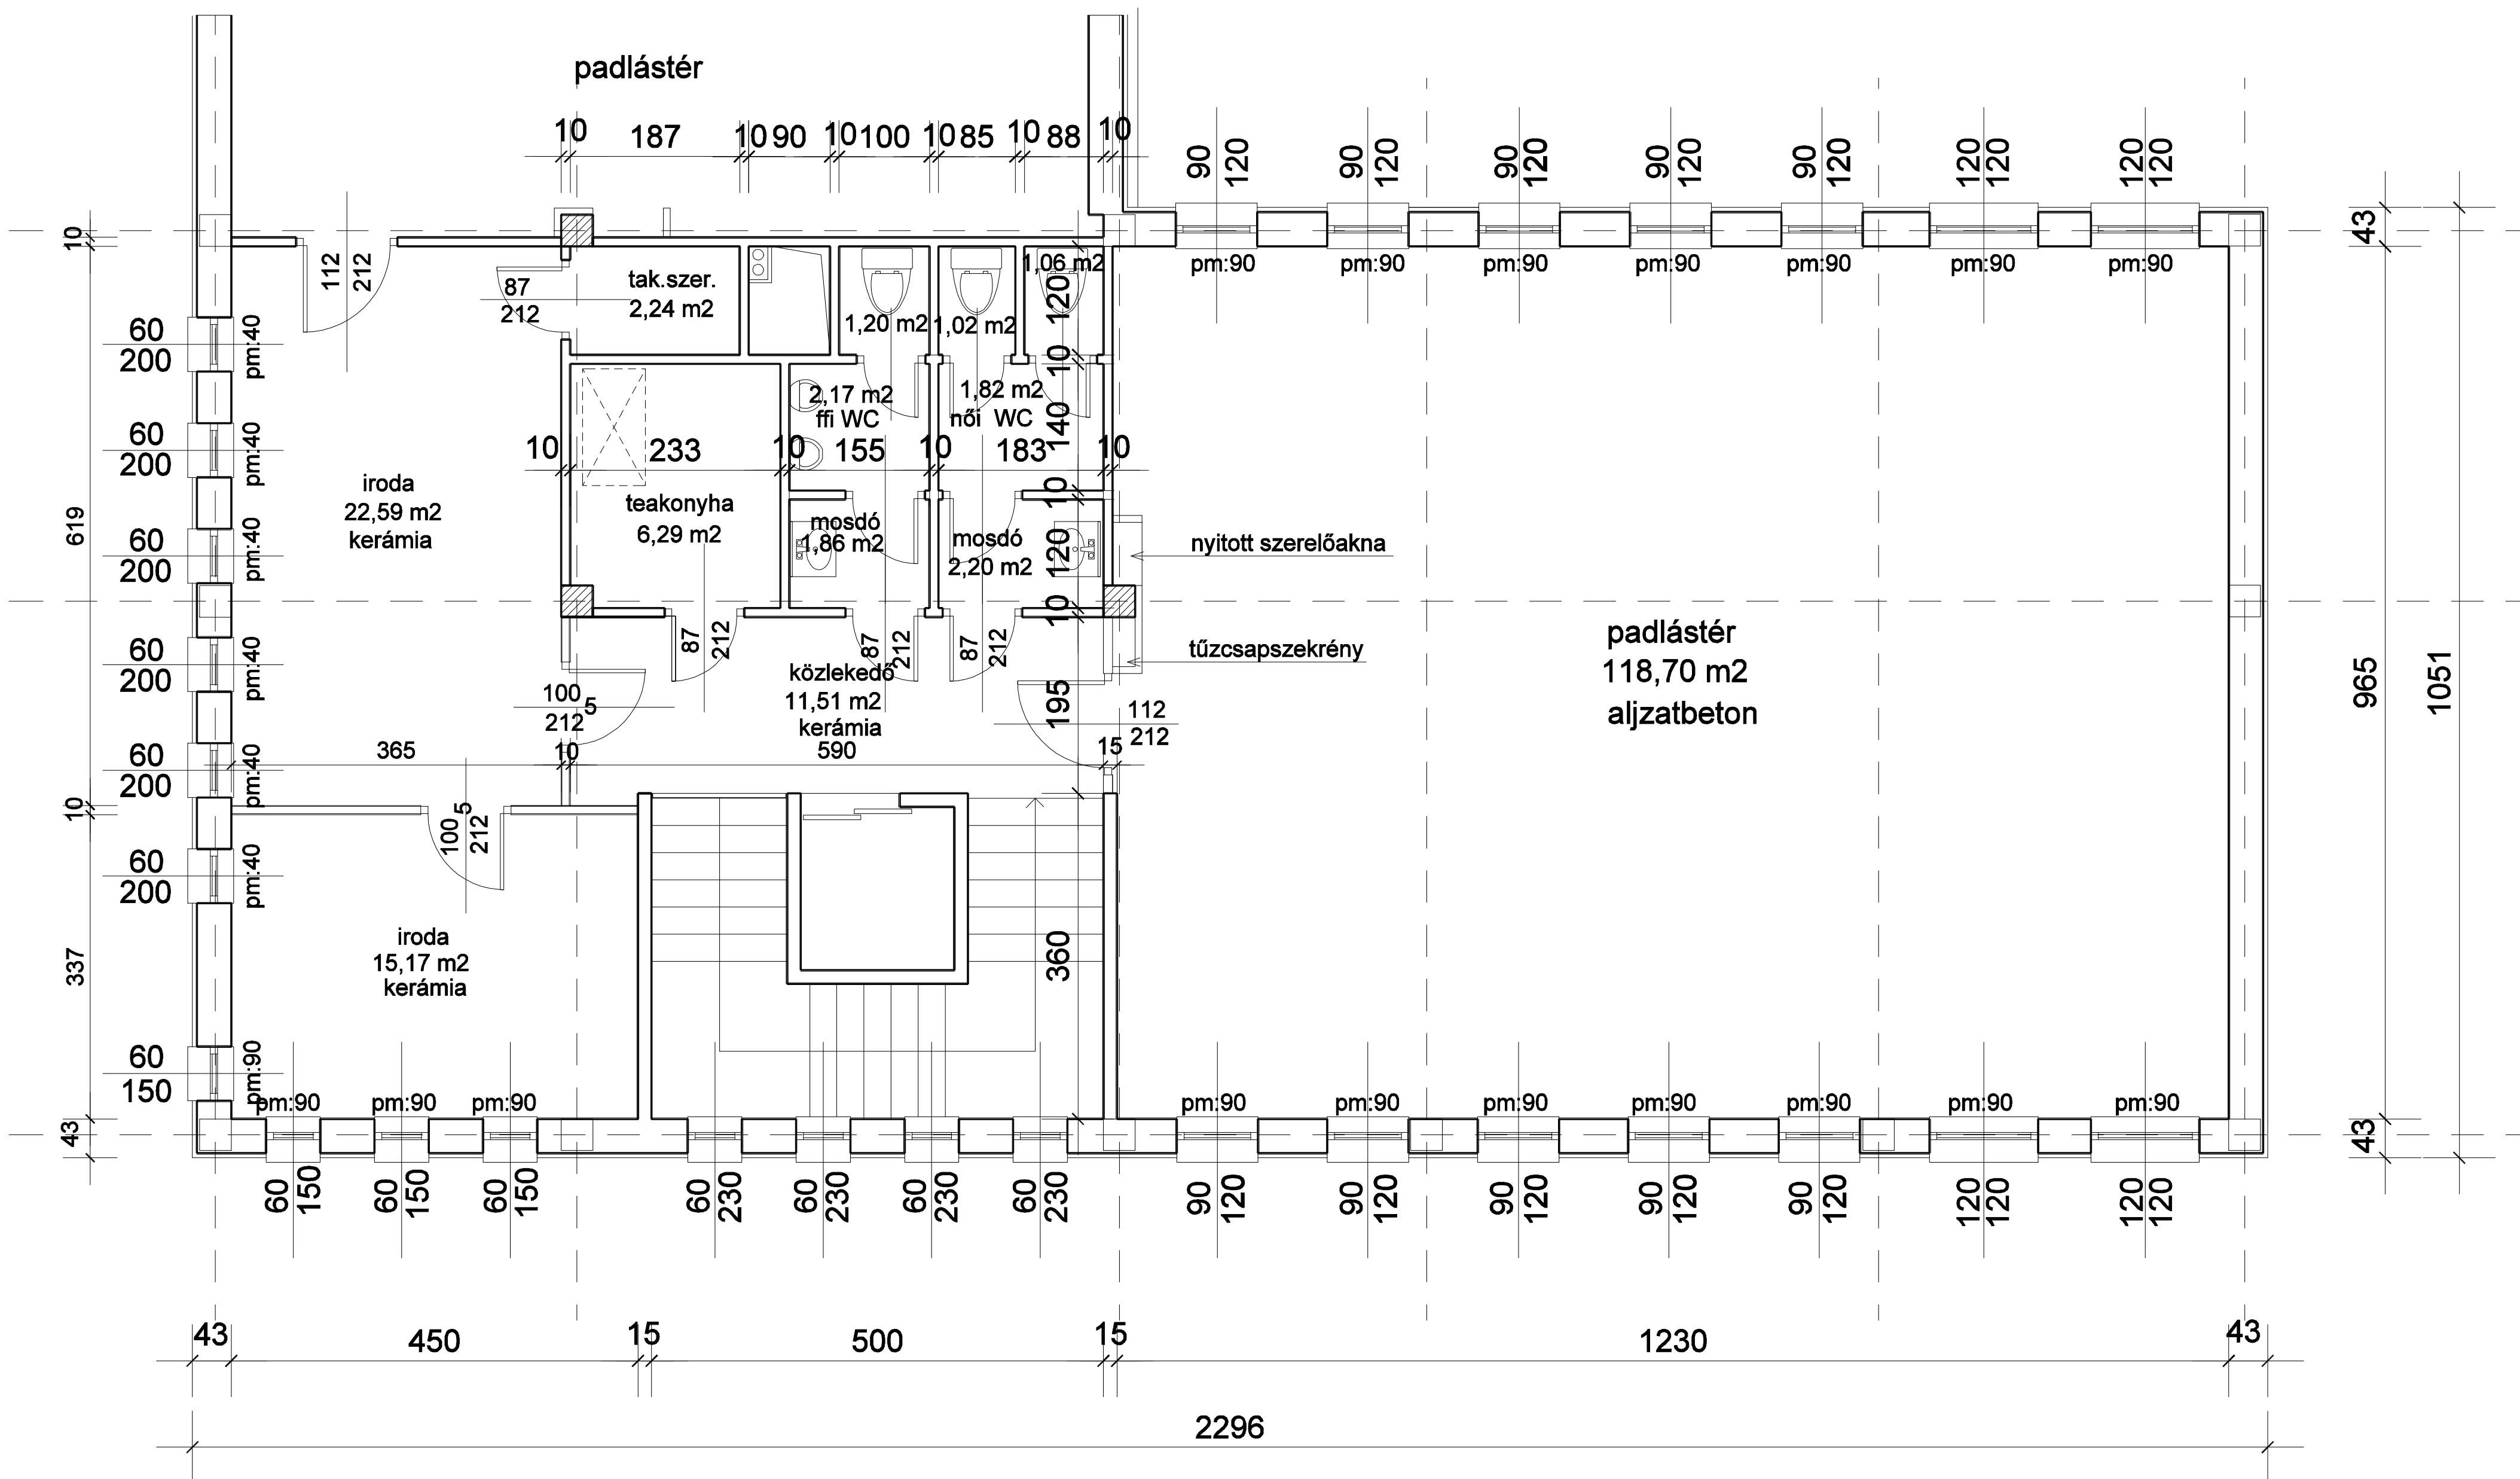 padlástér
10 187 10 90 10 100 10 85 10 88 10
90 120 90 120 90 120 90 120 90 120 120 120 120 120
pm:90 pm:90 pm:90 pm:90 pm:90 pm:90 pm:90
10
43
112 212
87
212
tak.szer.
2,24 m2
1,20 m2
1,02 m2
1,06 m2
120
10
60
200
pm:40
60
200
pm:40
60
200
pm:40
60
200
pm:40
60
200
pm:40
60
200
pm:40
60
150
pm:90
2,17 m2
ffi WC
1,82 m2
női WC
140
10 233 10 155 10 183 10
iroda
22,59 m2
kerámia
teakonyha
6,29 m2
mosdó
1,86 m2
mosdó
2,20 m2
10
120
10
nyitott szerelőakna
tűzcsapszekrény
619
87 212
87 212
87 212
közlekedő
11,51 m2
kerámia
590
195
100 5
212
10
365
112
212
15
padlástér
118,70 m2
aljzatbeton
965
1051
10
100 5
212
337
iroda
15,17 m2
kerámia
360
43
pm:90 pm:90 pm:90
pm:90 pm:90 pm:90 pm:90 pm:90 pm:90 pm:90
43
60 150 60 150 60 150 60 230 60 230 60 230 60 230 90 120 90 120 90 120 90 120 90 120 120 120 120 120
43 450 15 500 15 1230 43
2296